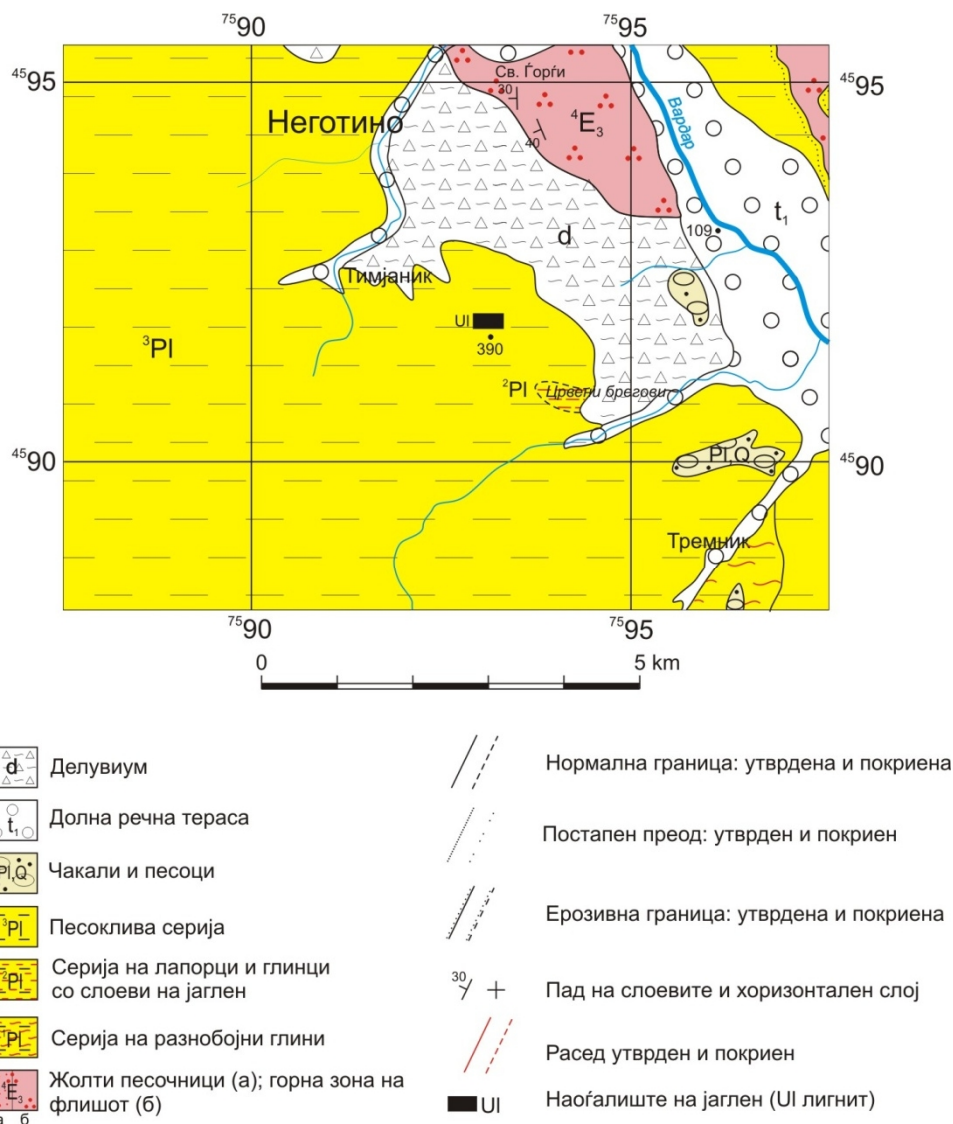 7590 7595
4595 4595
Св. Ѓорѓи
30
4E3
Вардар
Неготино
40
t1
d
109
Тимјаник
Ul
3Pl
390
2Pl Црвени брегови
4590 Pl,Q 4590
Тремник
7590 7595
0 5 km
d Делувиум
t1 Долна речна тераса
Pl,Q Чакали и песоци
3Pl Песоклива серија
2Pl Серија на лапорци и глинци
со слоеви на јаглен
Pl Серија на разнобојни глини
4E3 Жолти песочници (а); горна зона на
флишот (б)
а б
Нормална граница: утврдена и покриена
Постапен преод: утврден и покриен
Ерозивна граница: утврдена и покриена
30 Пад на слоевите и хоризонтален слој
Расед утврден и покриен
Ul Наоѓалиште на јаглен (Ul лигнит)